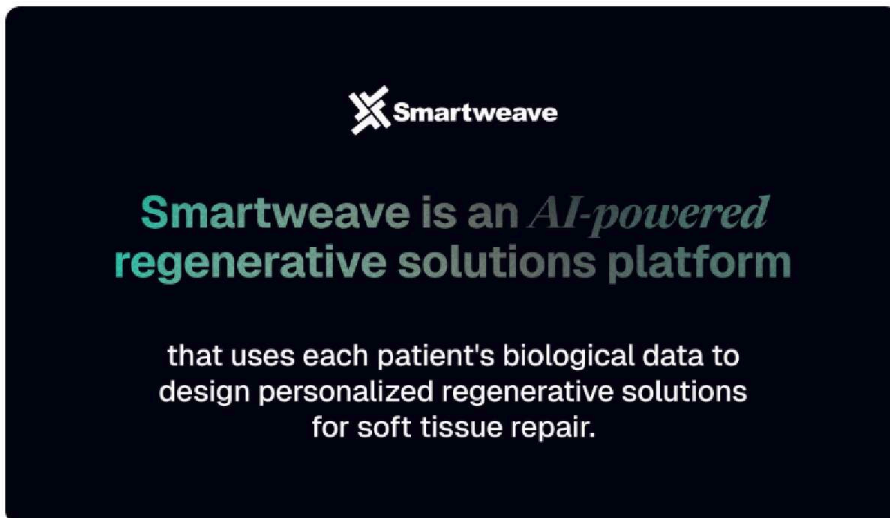 Smartweave
Smartweave is an AI-powered
regenerative solutions platform
that uses each patient's biological data to
design personalized regenerative solutions
for soft tissue repair.